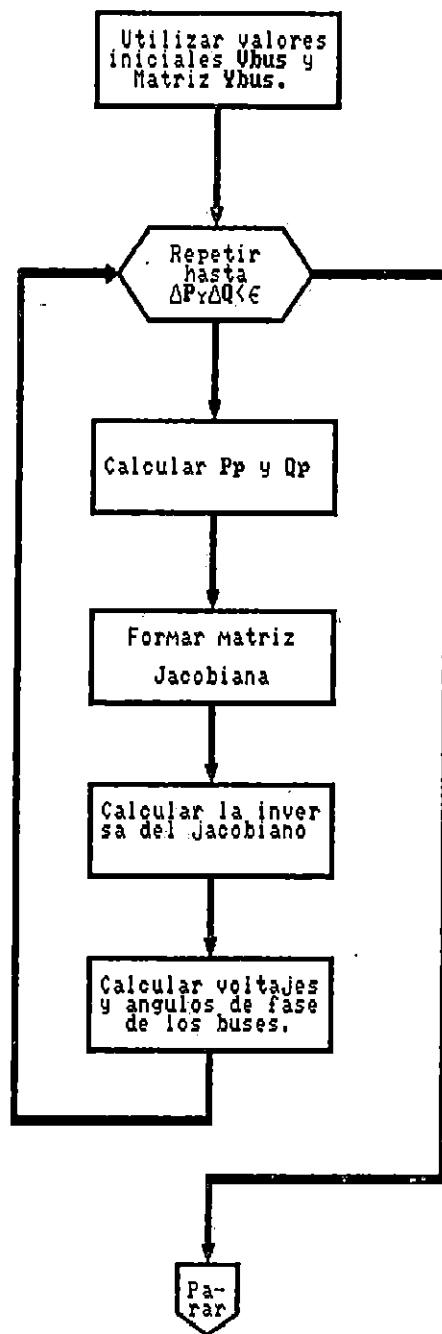 Utilizar valores
iniciales Vbus y
Matriz Ybus.
Repetir
hasta
ΔPyΔQ<ϵ
Calcular Pp y Qp
Formar matriz
Jacobiana
Calcular la inver
sa del jacobiano
Calcular voltajes
y angulos de fase
de los buses.
Pa-
rar